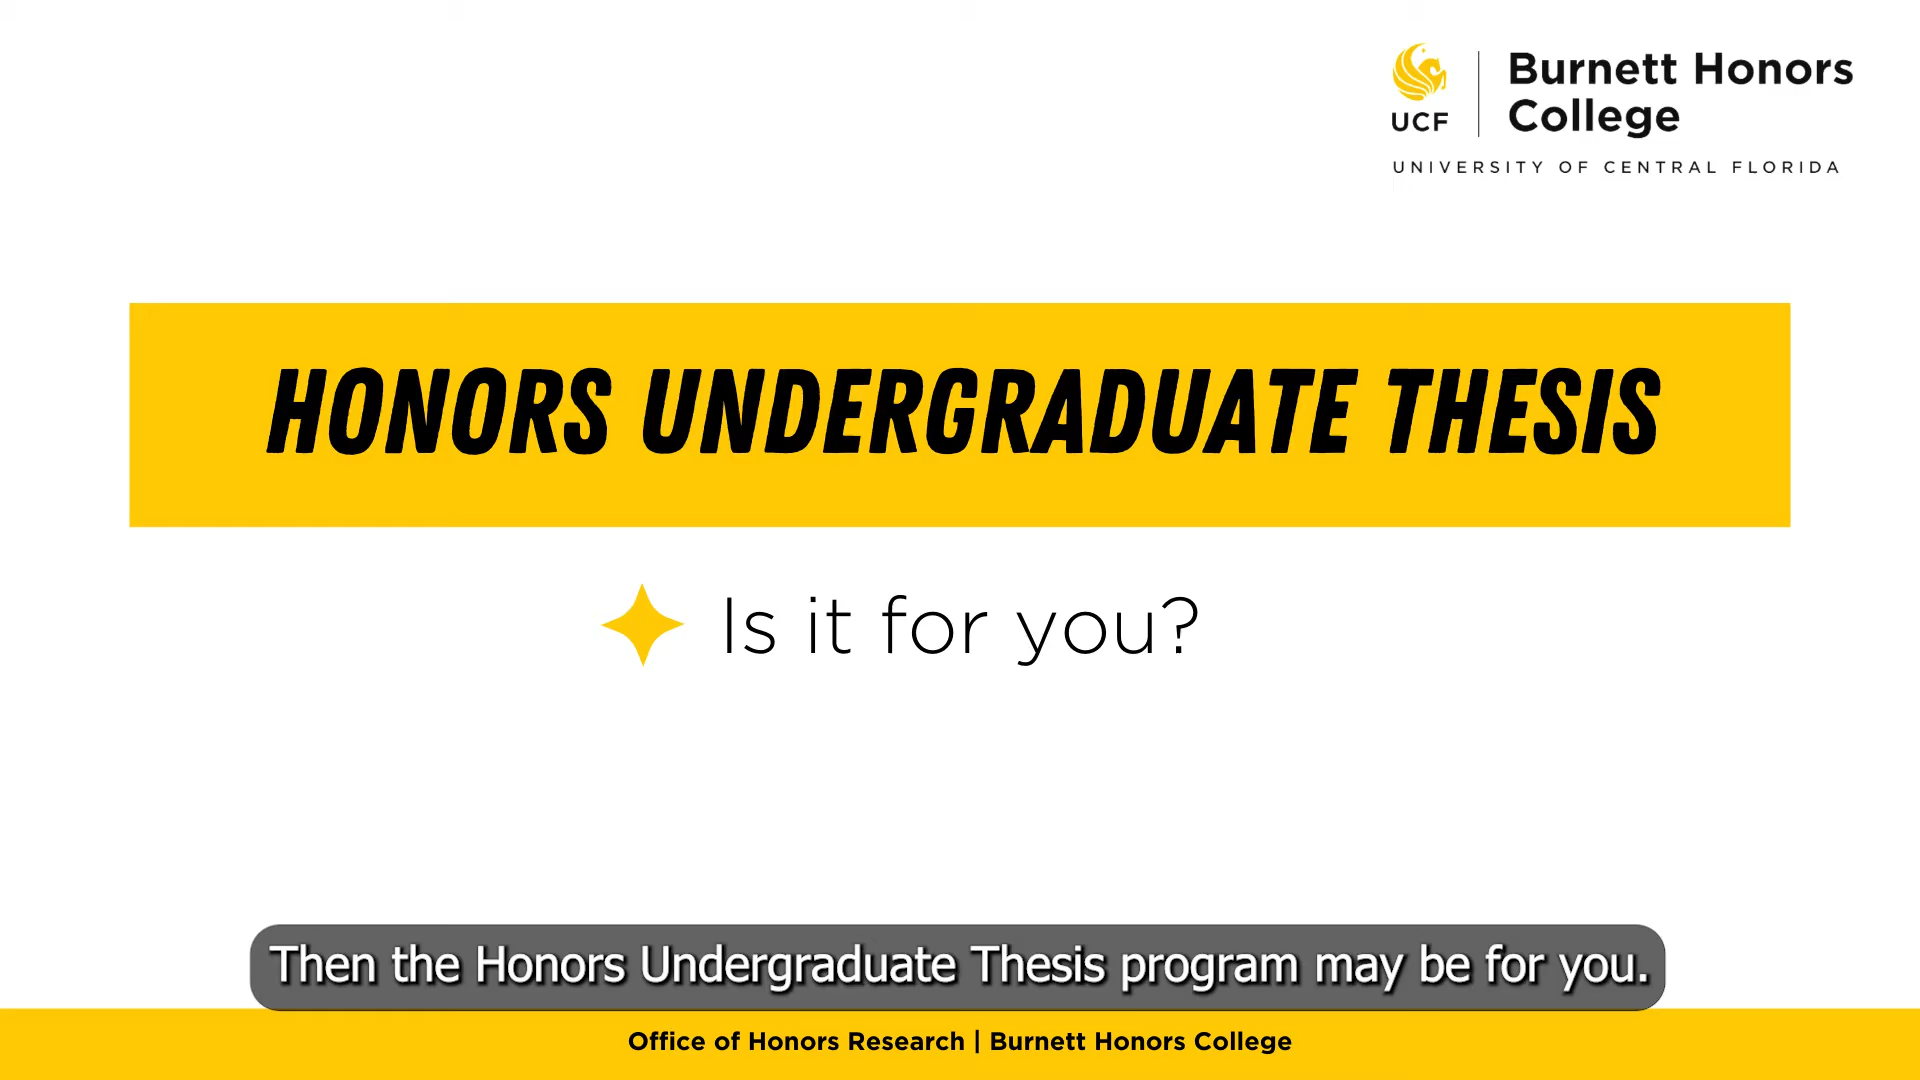 UCF
Burnett Honors
College
UNIVERSITY OF CENTRAL FLORIDA
HONORS UNDERGRADUATE THESIS
Is it for you?
Then the Honors Undergraduate Thesis program may be for you.
Office of Honors Research | Burnett Honors College